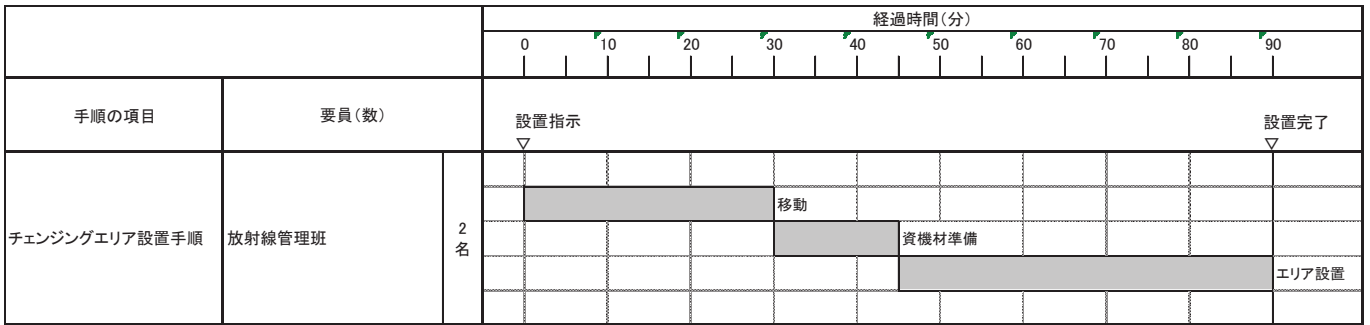 経過時間(分)
0 10 20 30 40 50 60 70 80 90
手順の項目 要員(数)
設置指示 設置完了
▽ ▽
移動
チェンジングエリア設置手順 放射線管理班 2名 資機材準備
エリア設置